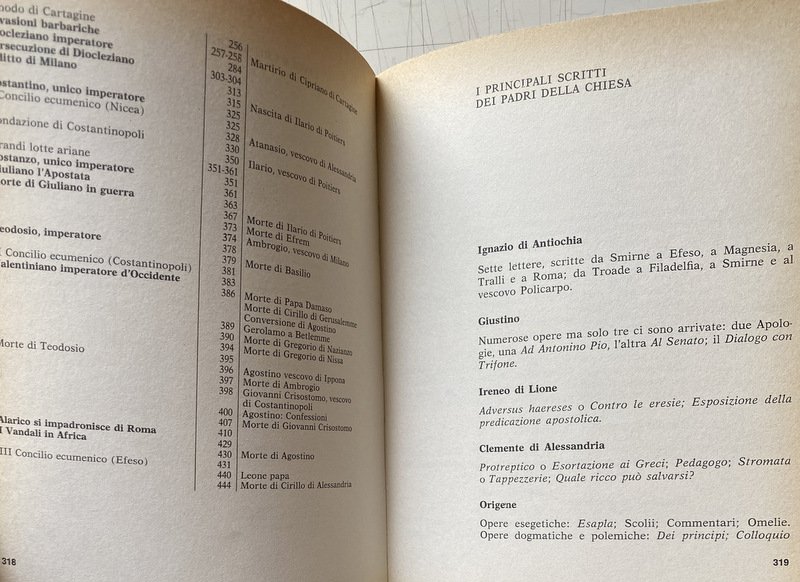 nodo di Cartagine
vasioni barbariche
ocleziano imperatore
rsecuzione di Diocleziano
litto di Milano
ostantino, unico imperatore
Concilio ecumenico (Nicea)
ondazione di Costantinopoli
randi lotte ariane
ostanzo, unico imperatore
iuliano l'Apostata
orte di Giuliano in guerra
eodosio, imperatore
I Concilio ecumenico (Costantinopoli)
alentiniano imperatore d'Occidente
Morte di Teodosio
Alarico si impadronisce di Roma
I Vandali in Africa
III Concilio ecumenico (Efeso)
256
257-258
284
303-304
313
315
325
325
328
330
350
351-361
351
361
363
367
373
374
378
379
381
383
386
389
390
394
395
396
397
398
400
407
410
429
430
431
440
444
Martirio di Cipriano di Cartagine
Nascita di Ilario di Poitiers
Atanasio, vescovo di Alessandria
Ilario, vescovo di Poitiers
Morte di Ilario di Poitiers
Morte di Efrem
Ambrogio, vescovo di Milano
Morte di Basilio
Morte di Papa Damaso
Morte di Cirillo di Gerusalemme
Conversione di Agostino
Gerolamo a Betlemme
Morte di Gregorio di Nazianzo
Morte di Gregorio di Nissa
Agostino vescovo di Ippona
Morte di Ambrogio
Giovanni Crisostomo, vescovo
di Costantinopoli
Agostino: Confessioni
Morte di Giovanni Crisostomo
Morte di Agostino
Leone papa
Morte di Cirillo di Alessandria
318
I PRINCIPALI SCRITTI
DEI PADRI DELLA CHIESA
Ignazio di Antiochia
Sette lettere, scritte da Smirne a Efeso, a Magnesia, a
Tralli e a Roma; da Troade a Filadelfia, a Smirne e al
vescovo Policarpo.
Giustino
Numerose opere ma solo tre ci sono arrivate: due Apolo-
gie, una Ad Antonino Pio, l'altra Al Senato; il Dialogo con
Trifone.
Ireneo di Lione
Adversus haereses o Contro le eresie; Esposizione della
predicazione apostolica.
Clemente di Alessandria
Protreptico o Esortazione ai Greci; Pedagogo; Stromata
o Tappezzerie; Quale ricco può salvarsi?
Origene
Opere esegetiche: Esapla; Scolii; Commentari; Omelie.
Opere dogmatiche e polemiche: Dei principi; Colloquio
319